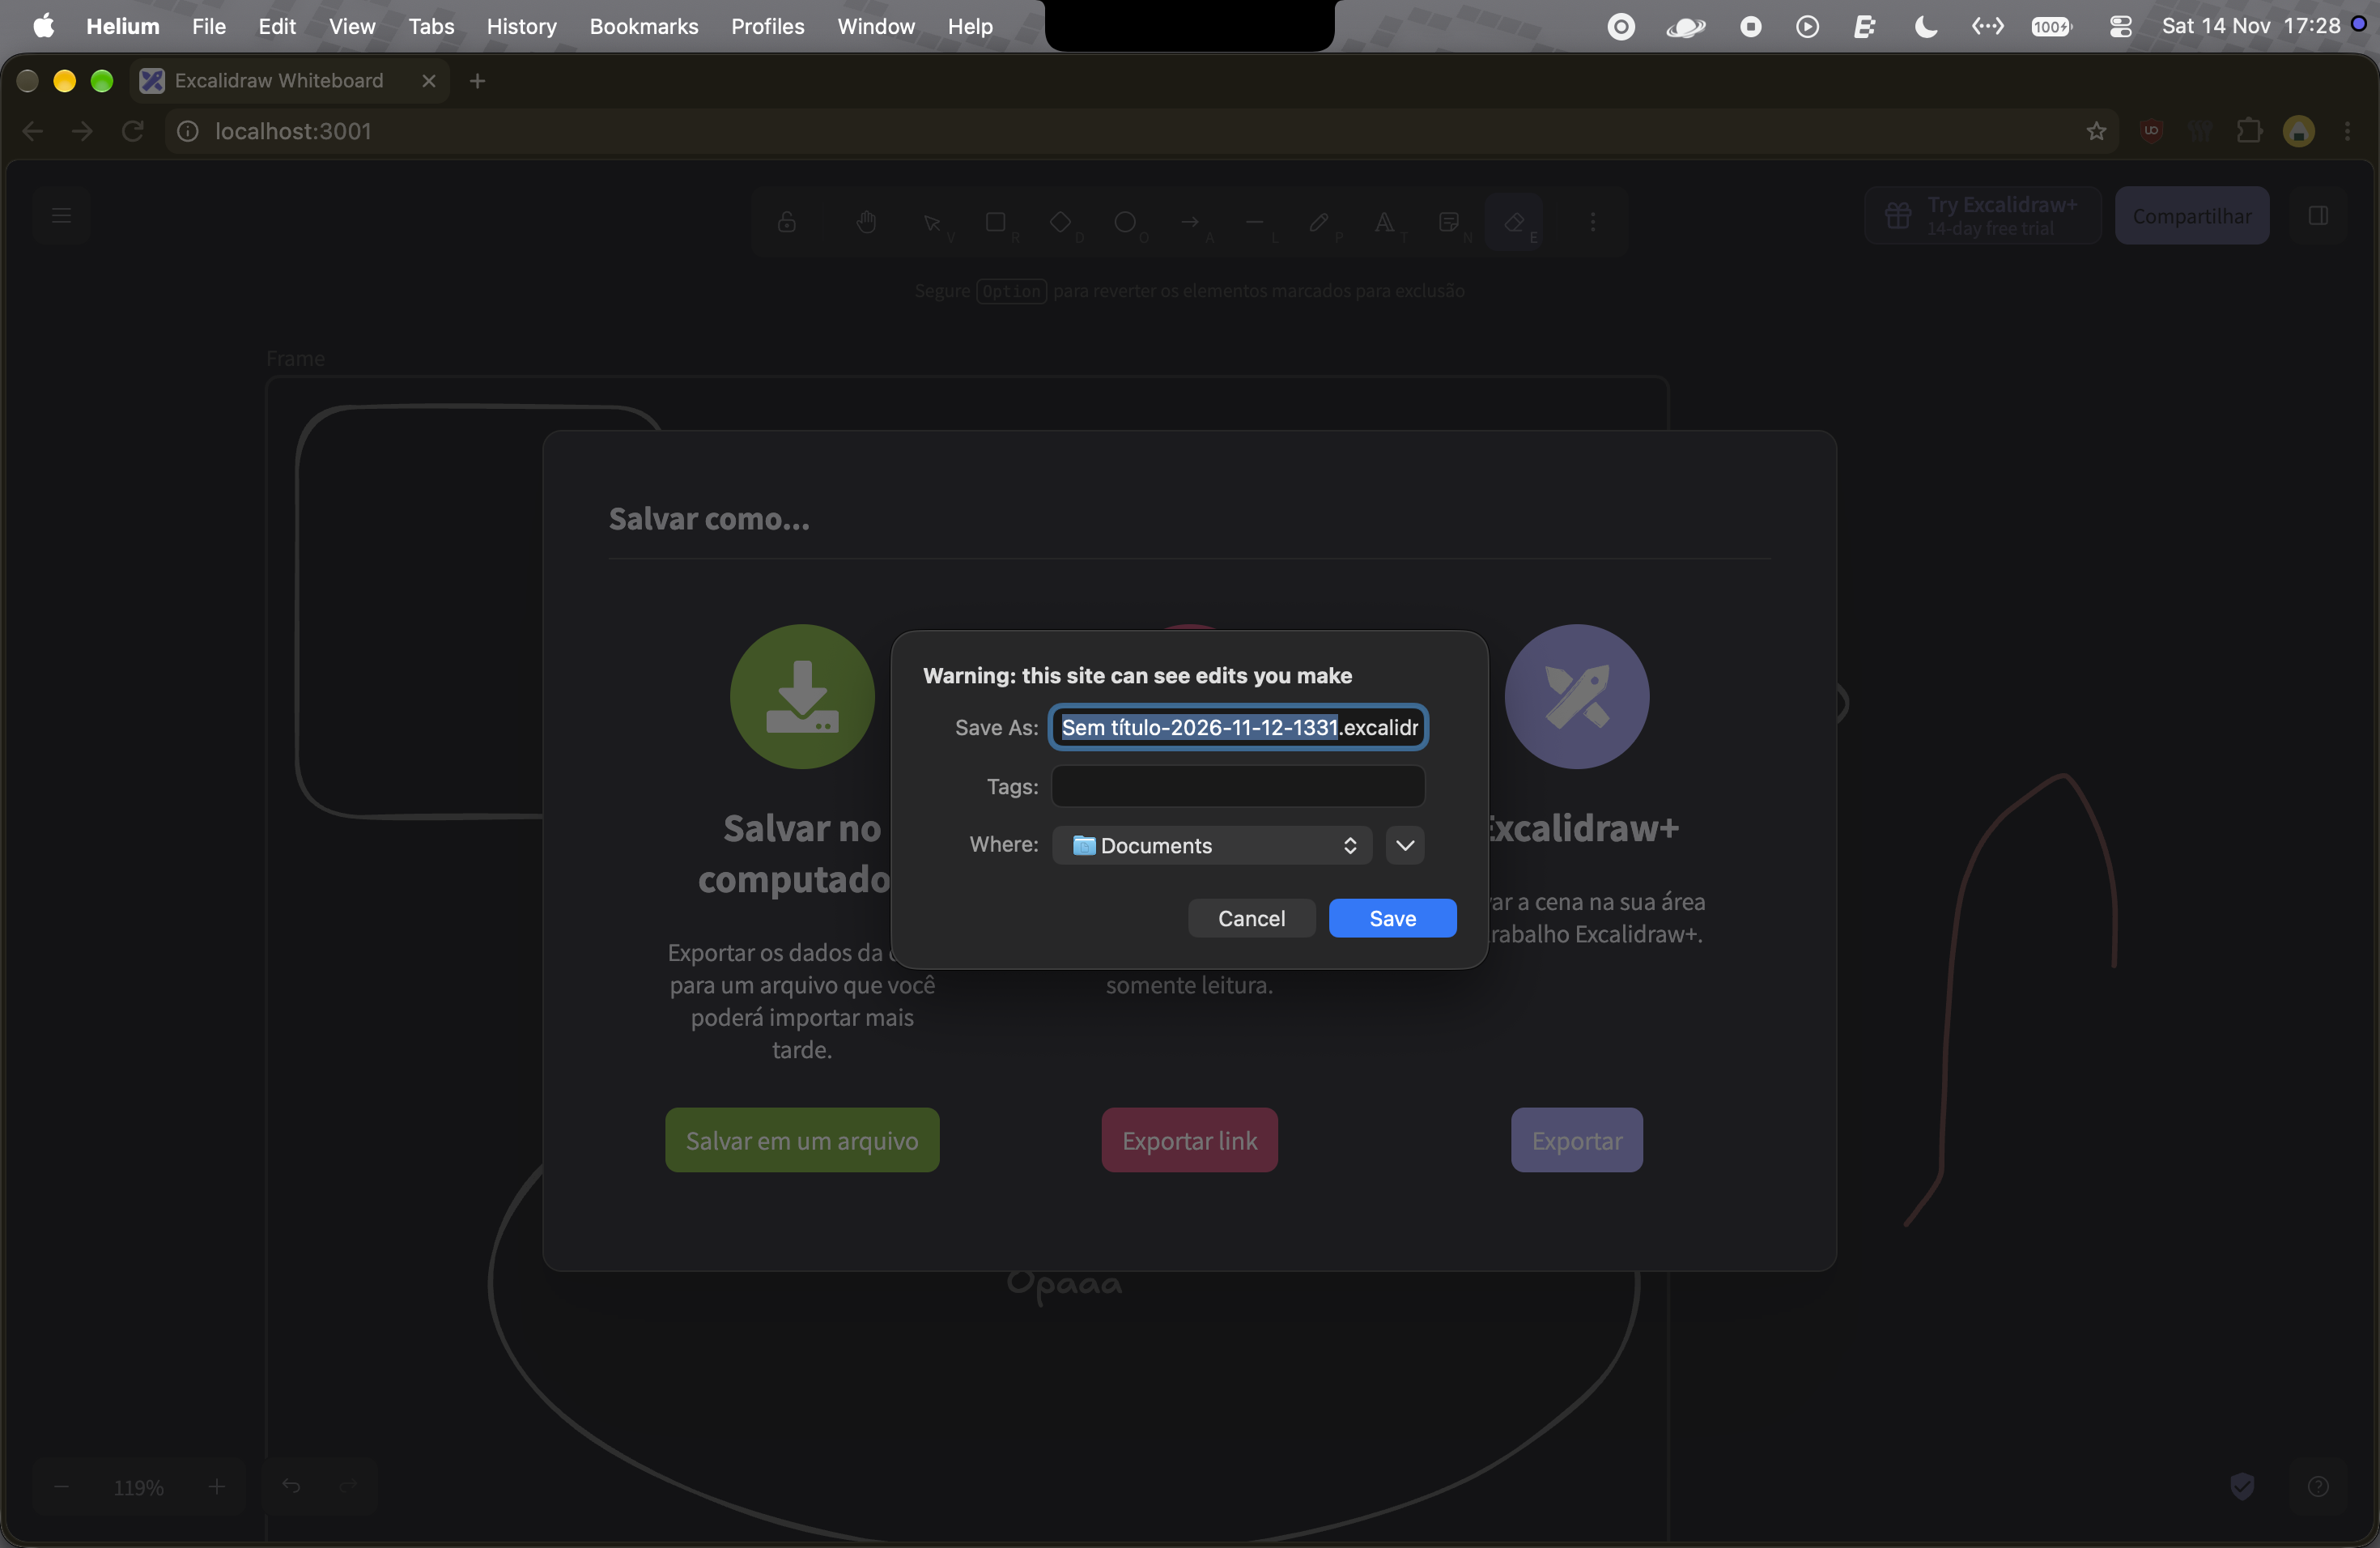 Helium File Edit View Tabs History Bookmarks Profiles Window Help
100
Sat 14 Nov 17:28
Excalidraw Whiteboard
localhost:3001
V R D O A L P T N E
Try Excalidraw+
14-day free trial
Compartilhar
Segure Option para reverter os elementos marcados para exclusão
Frame
Salvar como...
Warning: this site can see edits you make
Save As: Sem título-2026-11-12-1331.excalidr
Tags:
Where: Documents
Cancel Save
Salvar no
computado
Exportar os dados da
para um arquivo que você
poderá importar mais
tarde.
Salvar em um arquivo
somente leitura.
Exportar link
Excalidraw+
ar a cena na sua área
rabalho Excalidraw+.
Exportar
Opaaa
119%